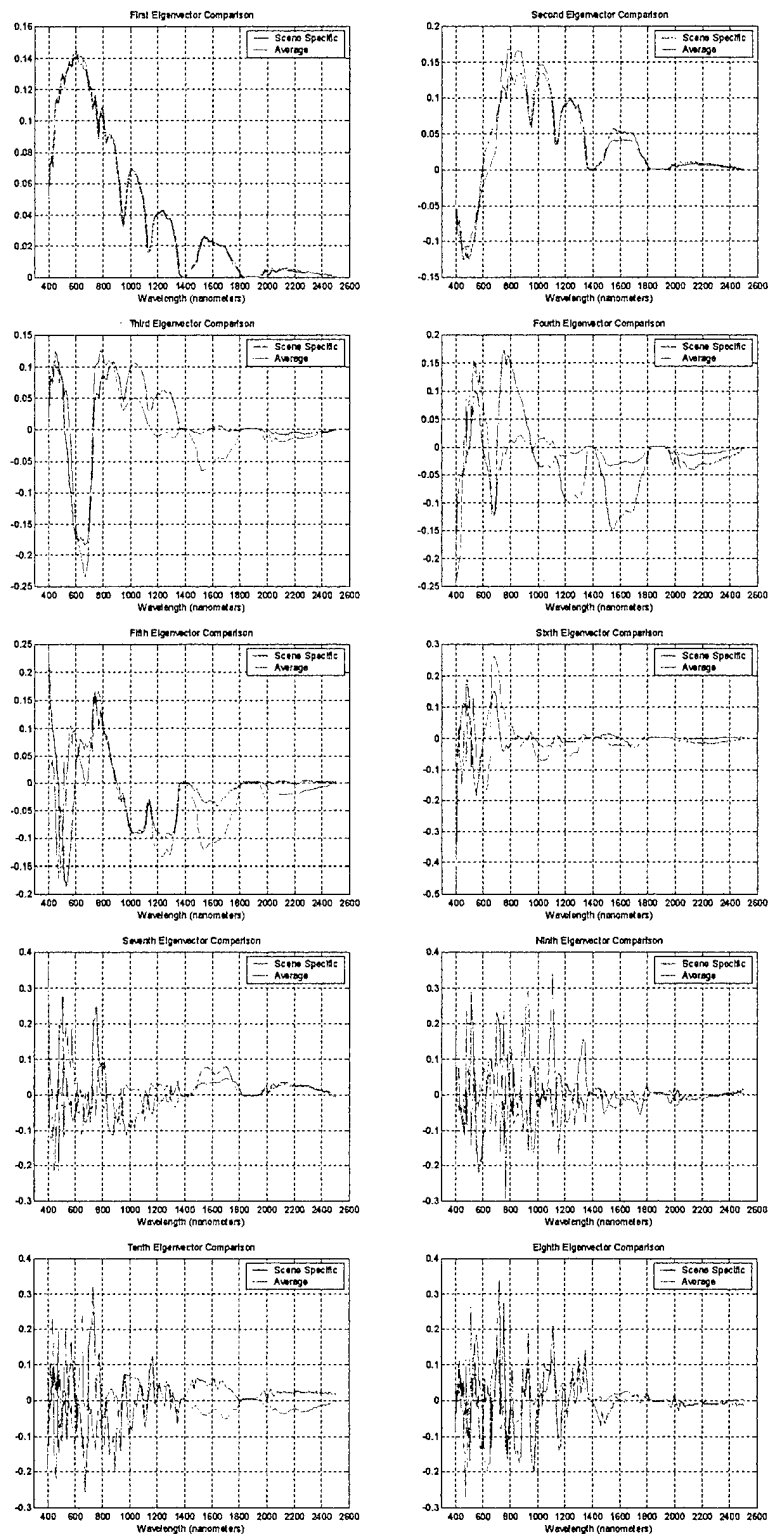 First Eigenvector Comparison
Scene Specific
Average
0.16
0.14
0.12
0.1
0.08
0.06
0.04
0.02
0
400 600 800 1000 1200 1400 1600 1800 2000 2200 2400 2600
Wavelength (nanometers)
Second Eigenvector Comparison
Scene Specific
Average
0.2
0.15
0.1
0.05
0
-0.05
-0.1
-0.15
400 600 800 1000 1200 1400 1600 1800 2000 2200 2400 2600
Wavelength (nanometers)
Third Eigenvector Comparison
Scene Specific
Average
0.15
0.1
0.05
0
-0.05
-0.1
-0.15
-0.2
-0.25
400 600 800 1000 1200 1400 1600 1800 2000 2200 2400 2600
Wavelength (nanometers)
Fourth Eigenvector Comparison
Scene Specific
Average
0.2
0.15
0.1
0.05
0
-0.05
-0.1
-0.15
-0.2
-0.25
400 600 800 1000 1200 1400 1600 1800 2000 2200 2400 2600
Wavelength (nanometers)
Fifth Eigenvector Comparison
Scene Specific
Average
0.25
0.2
0.15
0.1
0.05
0
-0.05
-0.1
-0.15
-0.2
400 600 800 1000 1200 1400 1600 1800 2000 2200 2400 2600
Wavelength (nanometers)
Sixth Eigenvector Comparison
Scene Specific
Average
0.3
0.2
0.1
0
-0.1
-0.2
-0.3
-0.4
-0.5
400 600 800 1000 1200 1400 1600 1800 2000 2200 2400 2600
Wavelength (nanometers)
Seventh Eigenvector Comparison
Scene Specific
Average
0.4
0.3
0.2
0.1
0
-0.1
-0.2
-0.3
400 600 800 1000 1200 1400 1600 1800 2000 2200 2400 2600
Wavelength (nanometers)
Ninth Eigenvector Comparison
Scene Specific
Average
0.4
0.3
0.2
0.1
0
-0.1
-0.2
-0.3
400 600 800 1000 1200 1400 1600 1800 2000 2200 2400 2600
Wavelength (nanometers)
Tenth Eigenvector Comparison
Scene Specific
Average
0.4
0.3
0.2
0.1
0
-0.1
-0.2
-0.3
400 600 800 1000 1200 1400 1600 1800 2000 2200 2400 2600
Wavelength (nanometers)
Eighth Eigenvector Comparison
Scene Specific
Average
0.4
0.3
0.2
0.1
0
-0.1
-0.2
-0.3
400 600 800 1000 1200 1400 1600 1800 2000 2200 2400 2600
Wavelength (nanometers)